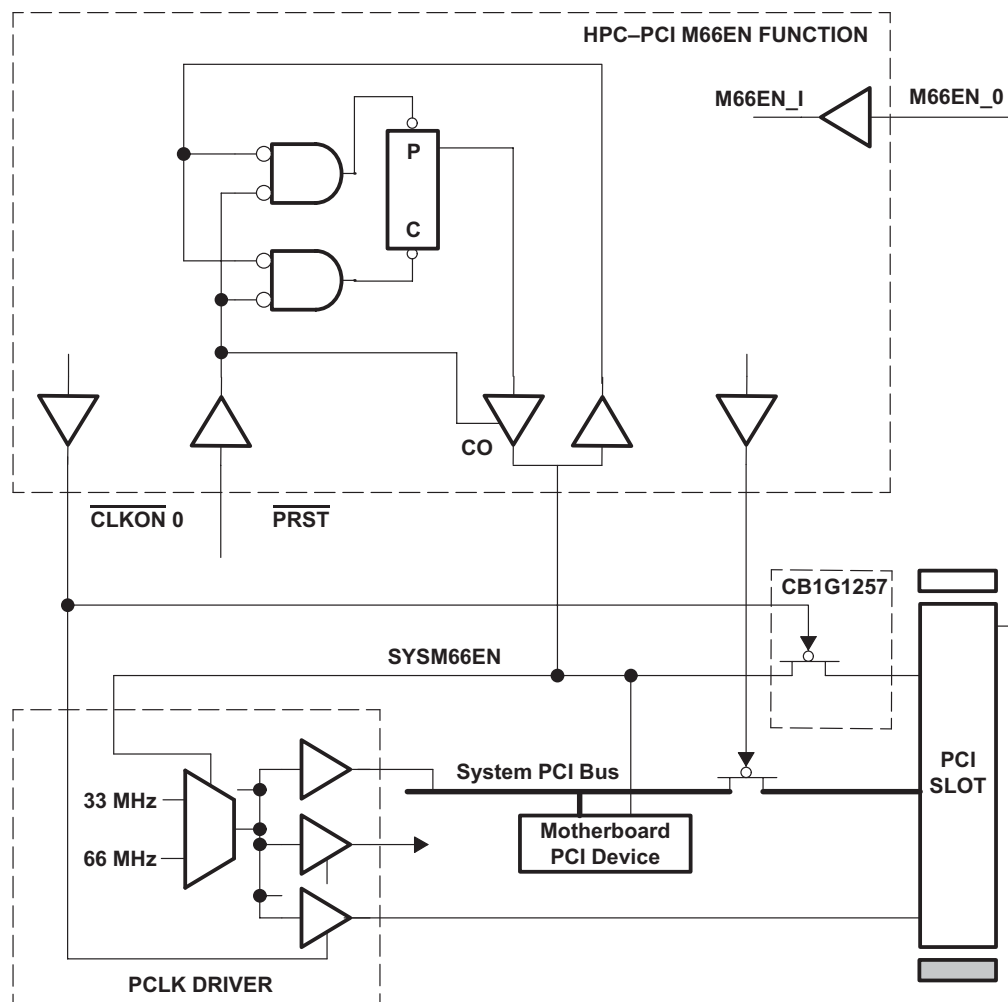 HPC–PCI M66EN FUNCTION
M66EN_I
M66EN_0
P
C
CO
CLKON 0
PRST
CB1G1257
SYSM66EN
33 MHz
66 MHz
System PCI Bus
Motherboard
PCI Device
PCI
SLOT
PCLK DRIVER